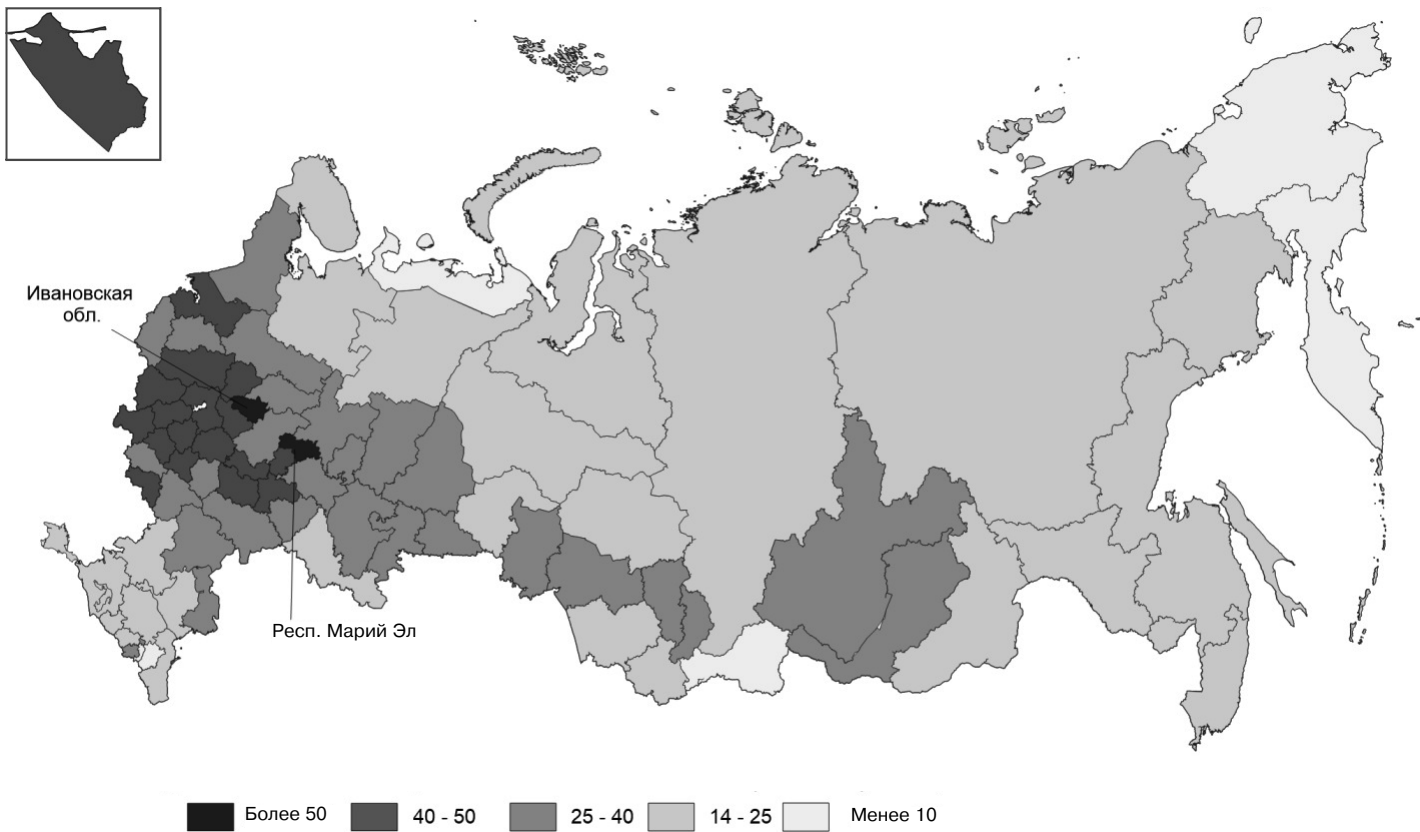 Ивановская
обл.
Респ. Марий Эл
Более 50
40 - 50
25 - 40
14 - 25
Менее 10